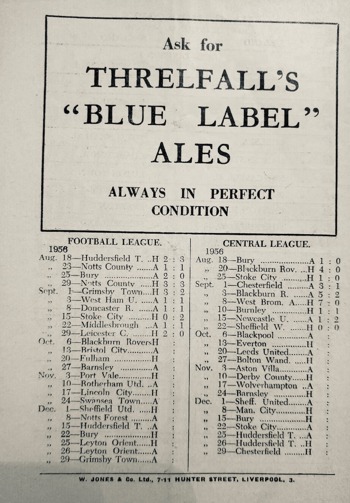 Ask for
THRELFALL'S
"BLUE LABEL"
ALES
ALWAYS IN PERFECT
CONDITION
FOOTBALL LEAGUE.
1956
Aug. 18—Huddersfield T. ..H 2 : 3
„ 23—Notts County ......A 1 : 1
„ 25—Bury ...............A 2 : 0
„ 29—Notts County ......H 3 : 3
Sept. 1—Grimsby Town......H 3 : 2
„ 3—West Ham U. ......A 1 : 1
„ 8—Doncaster R. ......A 1 : 1
„ 15—Stoke City .........H 0 : 2
„ 22—Middlesbrough ......A 1 : 1
„ 29—Leicester C. .........H 2 : 0
Oct. 6—Blackburn Rovers H :
„ 13—Bristol City.........A :
„ 20—Fulham ............H :
„ 27—Barnsley ............A :
Nov. 3—Port Vale............H :
„ 10—Rotherham Utd. ..A :
„ 17—Lincoln City.........H :
„ 24—Swansea Town......A :
Dec. 1—Sheffield Utd. .....H :
„ 8—Notts Forest ......A :
„ 15—Huddersfield T. ..A :
„ 22—Bury ...............H :
„ 25—Leyton Orient......H :
„ 26—Leyton Orient......A :
„ 29—Grimsby Town......A :
CENTRAL LEAGUE.
1956
Aug. 18—Bury ...............A 1 : 0
„ 20—Blackburn Rov. ...H 4 : 0
„ 25—Stoke City .........H 1 : 0
Sept. 1—Chesterfield .........A 3 : 1
„ 3—Blackburn R. ......A 5 : 2
„ 8—West Brom. A.......H 7 : 0
„ 10—Burnley ............H 1 : 1
„ 15—Newcastle U. ......A 1 : 2
„ 22—Sheffield W. .........H 0 : 0
Oct. 6—Blackpool ............A :
„ 13—Everton ............H :
„ 20—Leeds United.........A :
„ 27—Bolton Wand. ......H :
Nov. 3—Aston Villa .........A :
„ 10—Derby County ......H :
„ 17—Wolverhampton ...A :
„ 24—Barnsley ............H :
Dec. 1—Sheff. United ......A :
„ 8—Man. City............H :
„ 15—Bury ...............H :
„ 22—Stoke City .........A :
„ 25—Huddersfield T. ...A :
„ 26—Huddersfield T. ...H :
„ 29—Chesterfield .........H :
W. JONES & Co. Ltd., 7-11 HUNTER STREET, LIVERPOOL, 3.